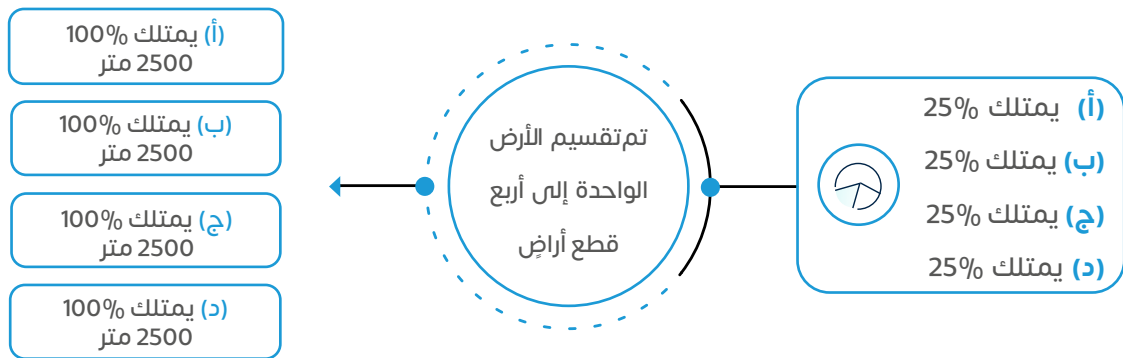 (أ) يمتلك 25%
(ب) يمتلك 25%
(ج) يمتلك 25%
(د) يمتلك 25%
تم تقسيم الأرض
الواحدة إلى أربع
قطع أراضٍ
(أ) يمتلك 100%
2500 متر
(ب) يمتلك 100%
2500 متر
(ج) يمتلك 100%
2500 متر
(د) يمتلك 100%
2500 متر